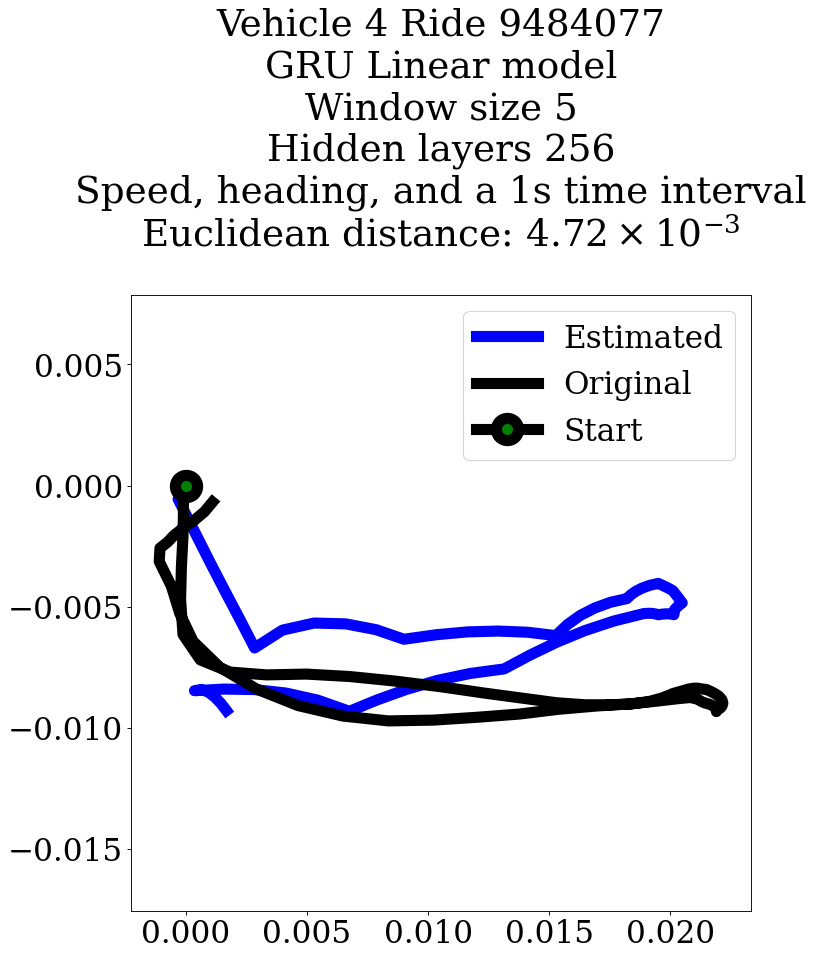 Vehicle 4 Ride 9484077
GRU Linear model
Window size 5
Hidden layers 256
Speed, heading, and a 1s time interval
Euclidean distance: 4.72 × 10⁻³
Estimated
Original
Start
0.005
0.000
−0.005
−0.010
−0.015
0.000 0.005 0.010 0.015 0.020